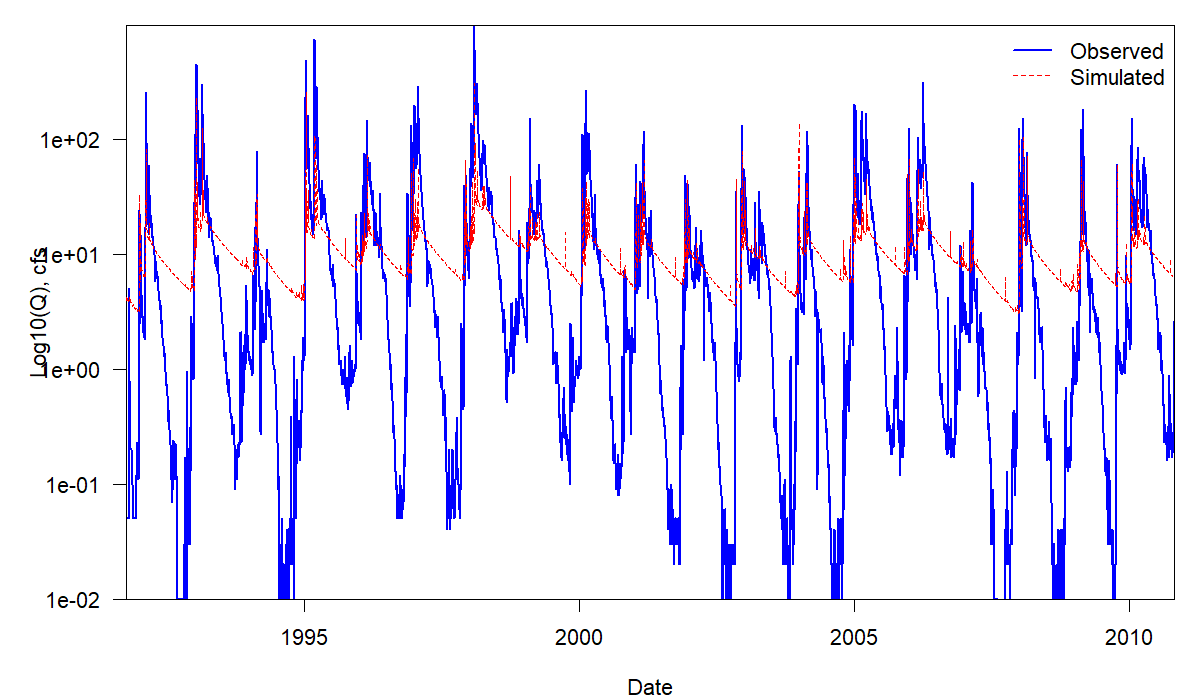 Observed
Simulated
1e+02
1e+01
1e+00
1e-01
1e-02
Log10(Q), cfs
1995
2000
2005
2010
Date